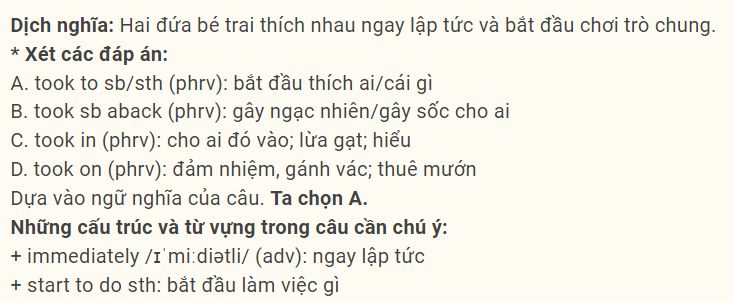 Dịch nghĩa: Hai đứa bé trai thích nhau ngay lập tức và bắt đầu chơi trò chung.
* Xét các đáp án:
A. took to sb/sth (phrv): bắt đầu thích ai/cái gì
B. took sb aback (phrv): gây ngạc nhiên/gây sốc cho ai
C. took in (phrv): cho ai đó vào; lừa gạt; hiểu
D. took on (phrv): đảm nhiệm, gánh vác; thuê mướn
Dựa vào ngữ nghĩa của câu. Ta chọn A.
Những cấu trúc và từ vựng trong câu cần chú ý:
+ immediately /ɪˈmiːdiətli/ (adv): ngay lập tức
+ start to do sth: bắt đầu làm việc gì